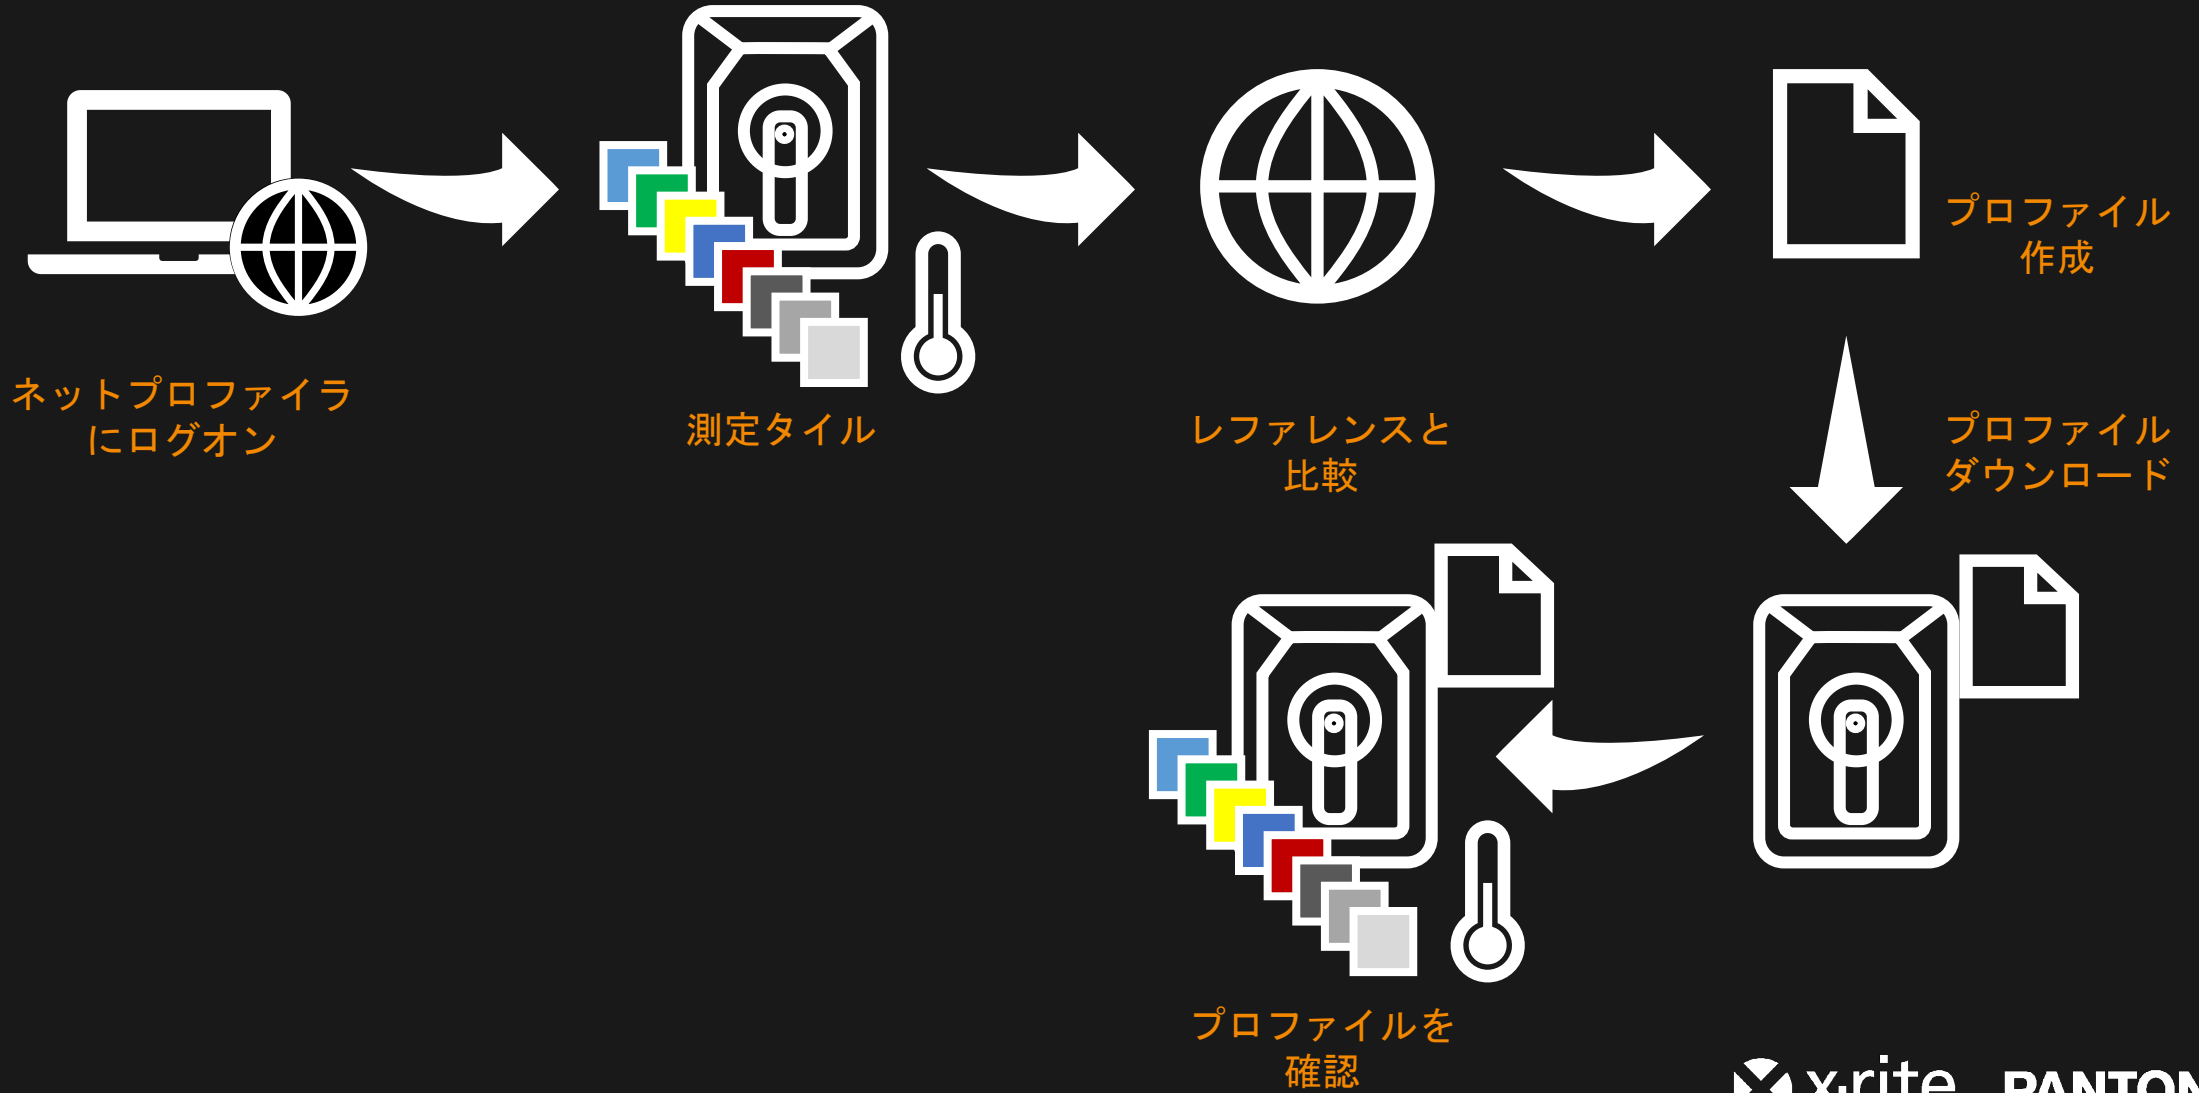 ネットプロファイラ
にログオン
測定タイル
レファレンスと
比較
プロファイル
作成
プロファイル
ダウンロード
プロファイルを
確認
x·rite PANTON